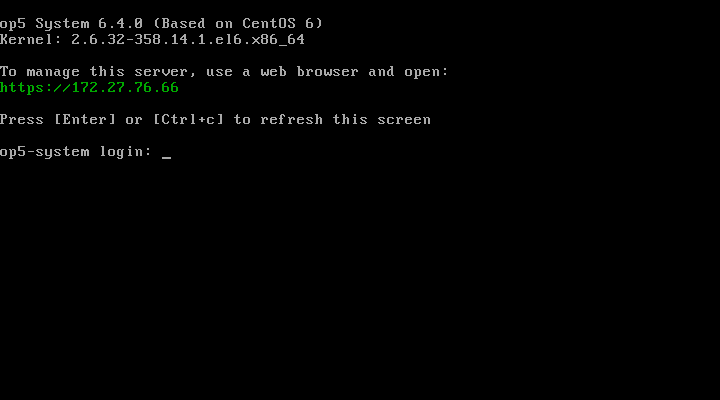 op5 System 6.4.0 (Based on CentOS 6)
Kernel: 2.6.32-358.14.1.el6.x86_64
To manage this server, use a web browser and open:
https://172.27.76.66
Press [Enter] or [Ctrl+c] to refresh this screen
op5-system login: _